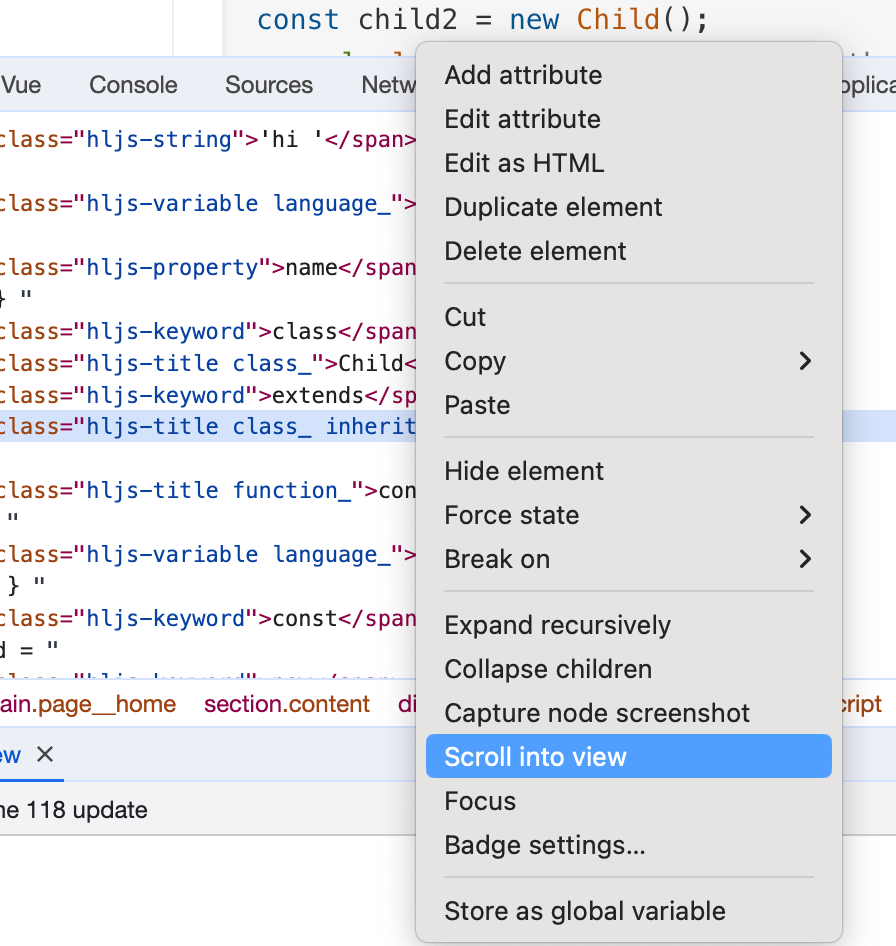 const child2 = new Child();
Vue Console Sources Netw pplica
class="hljs-string">'hi '</span>
class="hljs-variable language_">
class="hljs-property">name</span
} "
class="hljs-keyword">class</span
class="hljs-title class_">Child<
class="hljs-keyword">extends</sp
class="hljs-title class_ inherit
class="hljs-title function_">con
"
class="hljs-variable language_">
} "
class="hljs-keyword">const</span
d = "
ain.page__home section.content di cript
ew ×
ne 118 update
Add attribute
Edit attribute
Edit as HTML
Duplicate element
Delete element
Cut
Copy
Paste
Hide element
Force state
Break on
Expand recursively
Collapse children
Capture node screenshot
Scroll into view
Focus
Badge settings...
Store as global variable